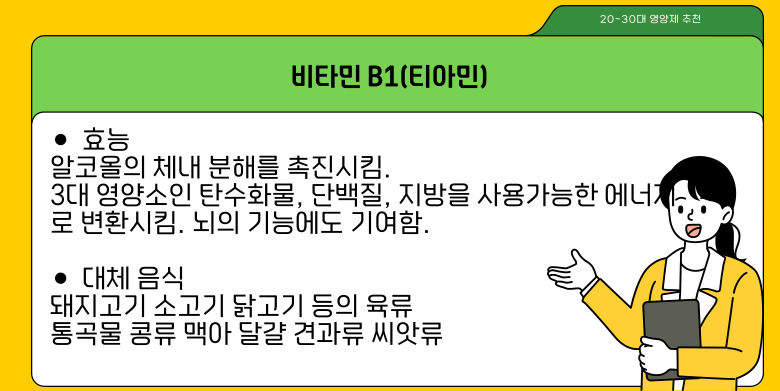 20~30대 영양제 추천
비타민 B1(티아민)
• 효능
알코올의 체내 분해를 촉진시킴.
3대 영양소인 탄수화물, 단백질, 지방을 사용가능한 에너지
로 변환시킴. 뇌의 기능에도 기여함.
• 대체 음식
돼지고기 소고기 닭고기 등의 육류
통곡물 콩류 맥아 달걀 견과류 씨앗류